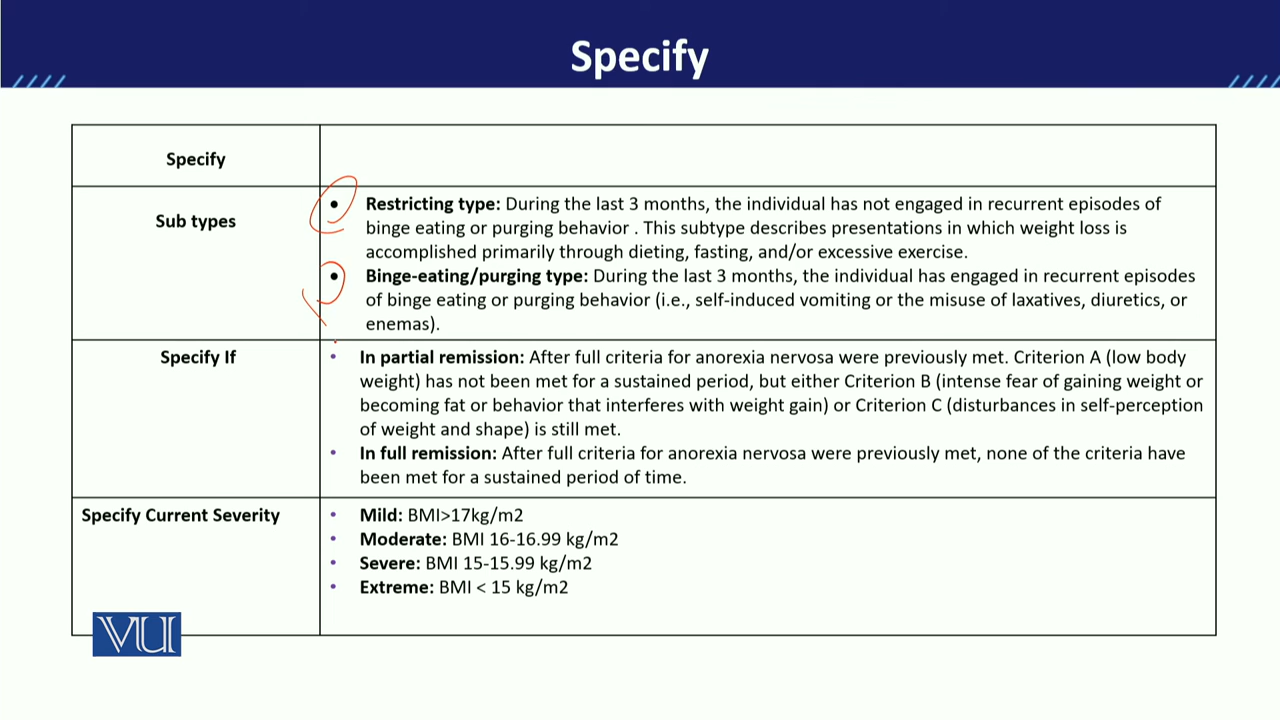 Specify
Specify
Sub types
• Restricting type: During the last 3 months, the individual has not engaged in recurrent episodes of
binge eating or purging behavior . This subtype describes presentations in which weight loss is
accomplished primarily through dieting, fasting, and/or excessive exercise.
• Binge-eating/purging type: During the last 3 months, the individual has engaged in recurrent episodes
of binge eating or purging behavior (i.e., self-induced vomiting or the misuse of laxatives, diuretics, or
enemas).
Specify If
• In partial remission: After full criteria for anorexia nervosa were previously met. Criterion A (low body
weight) has not been met for a sustained period, but either Criterion B (intense fear of gaining weight or
becoming fat or behavior that interferes with weight gain) or Criterion C (disturbances in self-perception
of weight and shape) is still met.
• In full remission: After full criteria for anorexia nervosa were previously met, none of the criteria have
been met for a sustained period of time.
Specify Current Severity
• Mild: BMI>17kg/m2
• Moderate: BMI 16-16.99 kg/m2
• Severe: BMI 15-15.99 kg/m2
• Extreme: BMI < 15 kg/m2
VU